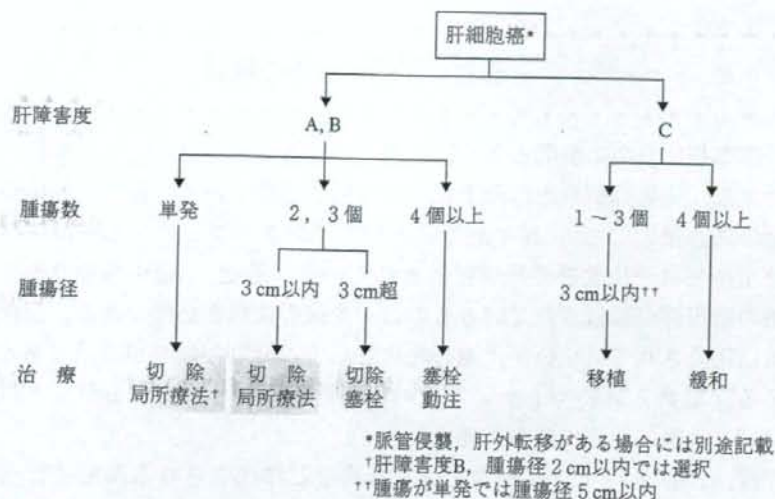 肝細胞癌*
肝障害度
A, B
C
腫瘍数
単発
2，3個
4個以上
1～3個
4個以上
腫瘍径
3cm以内
3cm超
3cm以内††
治　療
切　除
局所療法†
切　除
局所療法
切除
塞栓
塞栓
動注
移植
緩和
*脈管侵襲，肝外転移がある場合には別途記載
†肝障害度B，腫瘍径2cm以内では選択
††腫瘍が単発では腫瘍径5cm以内